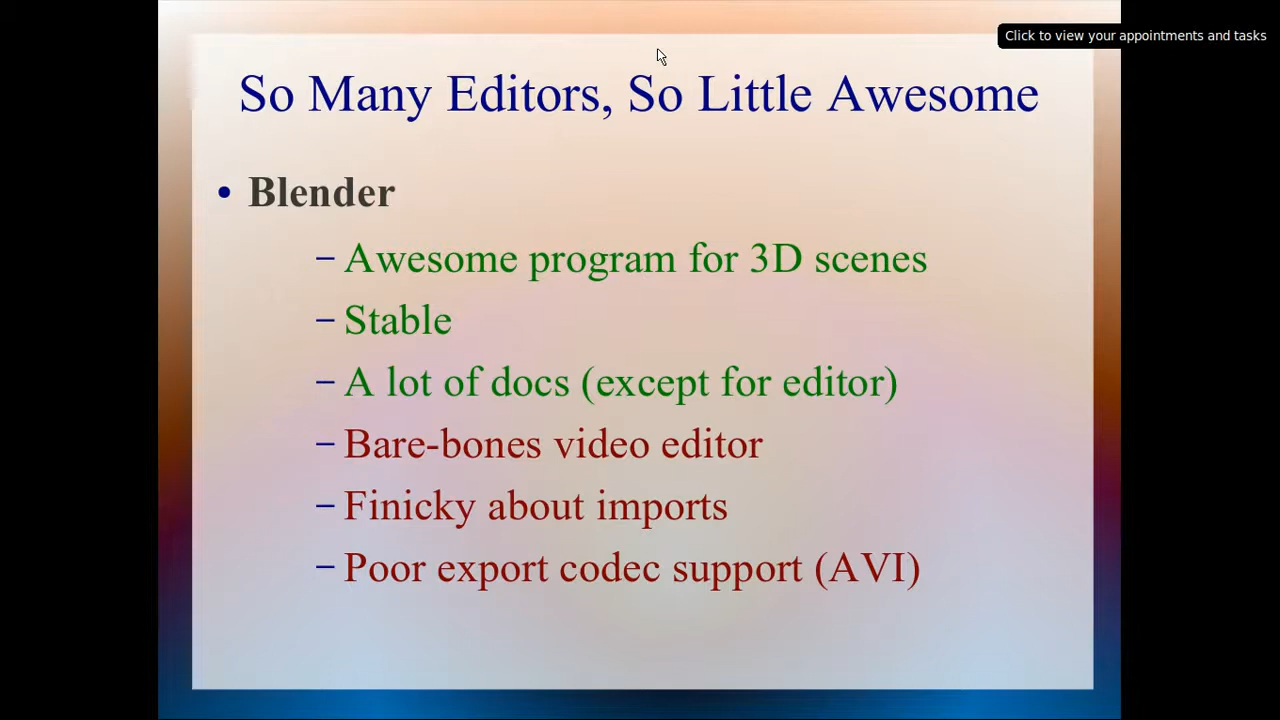 Click to view your appointments and tasks
So Many Editors, So Little Awesome
• Blender
– Awesome program for 3D scenes
– Stable
– A lot of docs (except for editor)
– Bare-bones video editor
– Finicky about imports
– Poor export codec support (AVI)